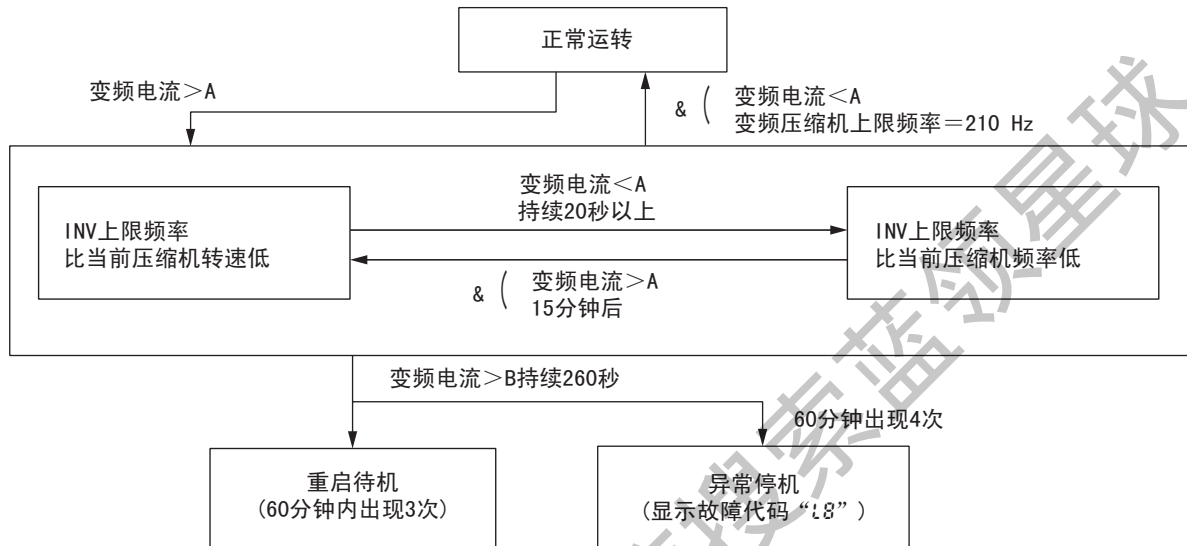 正常运转
变频电流＞A
& ( 变频电流＜A
变频压缩机上限频率＝210 Hz
变频电流＜A
持续20秒以上
INV上限频率
比当前压缩机转速低
INV上限频率
比当前压缩机频率低
& ( 变频电流＞A
15分钟后
变频电流＞B持续260秒
60分钟出现4次
重启待机
(60分钟内出现3次)
异常停机
(显示故障代码“L8”)
搜索蓝领星球